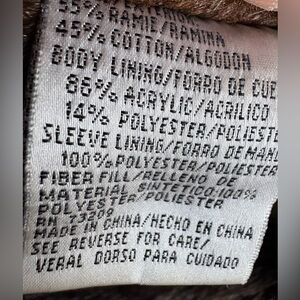 55% RAMIE/RAMINA
45% COTTON/ALGODON
BODY LINING/FORRO DE CUE
86% ACRYLIC/ACRILICO
14% POLYESTER/POLIESTE
SLEEVE LINING/FORRO DE MAN
100% POLYESTER/POLIESTER
FIBER FILL/RELLENO DE
MATERIAL SINTETICO:100%
POLYESTER/POLIESTER
RN 73209
MADE IN CHINA/HECHO EN CHINA
SEE REVERSE FOR CARE/
VERAL DORSO PARA CUIDADO